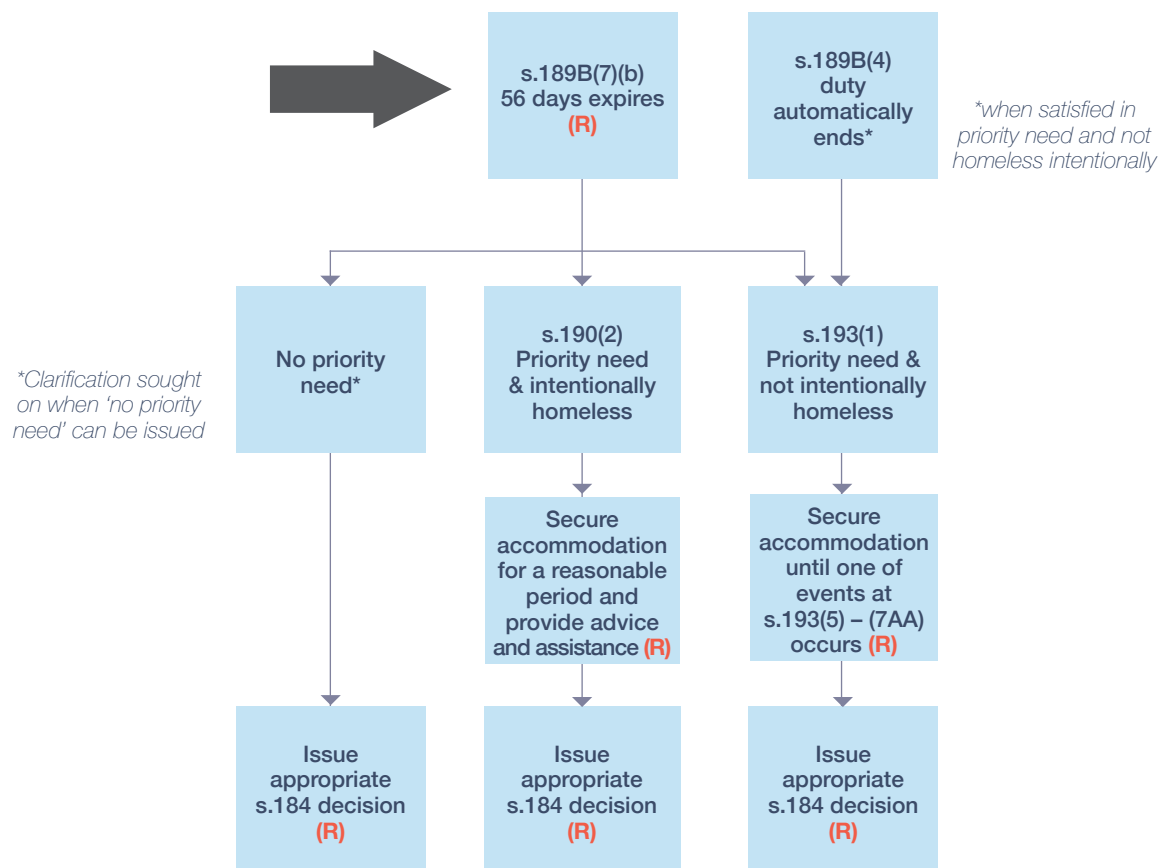 s.189B(7)(b)
56 days expires
(R)
s.189B(4)
duty
automatically
ends*
*when satisfied in
priority need and not
homeless intentionally
*Clarification sought
on when ‘no priority
need’ can be issued
No priority
need*
s.190(2)
Priority need
& intentionally
homeless
s.193(1)
Priority need &
not intentionally
homeless
Secure
accommodation
for a reasonable
period and
provide advice
and assistance (R)
Secure
accommodation
until one of
events at
s.193(5) – (7AA)
occurs (R)
Issue
appropriate
s.184 decision
(R)
Issue
appropriate
s.184 decision
(R)
Issue
appropriate
s.184 decision
(R)